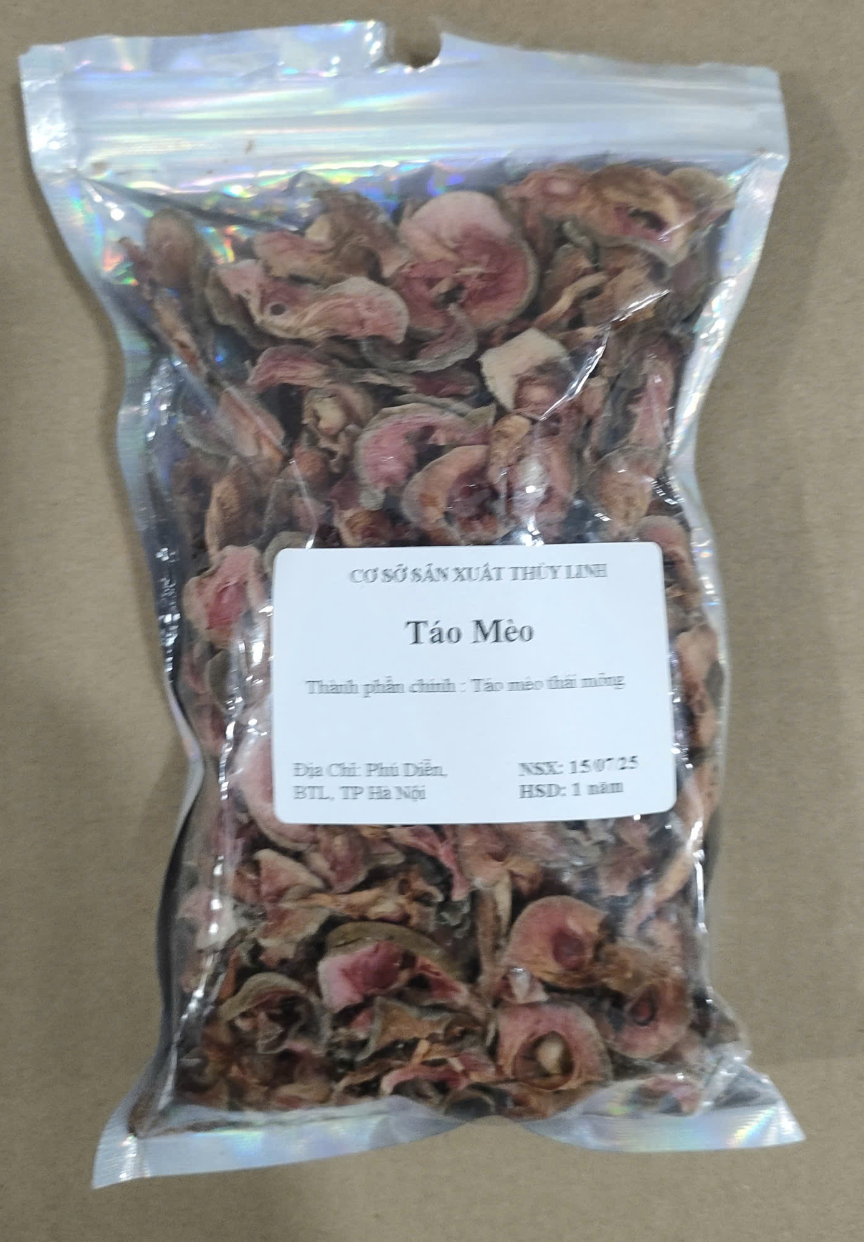 CƠ SỞ SẢN XUẤT THÙY LINH
Táo Mèo
Thành phần chính : Táo mèo thái mỏng
Địa Chỉ: Phú Diễn,
BTL, TP Hà Nội
NSX: 15/07/25
HSD: 1 năm